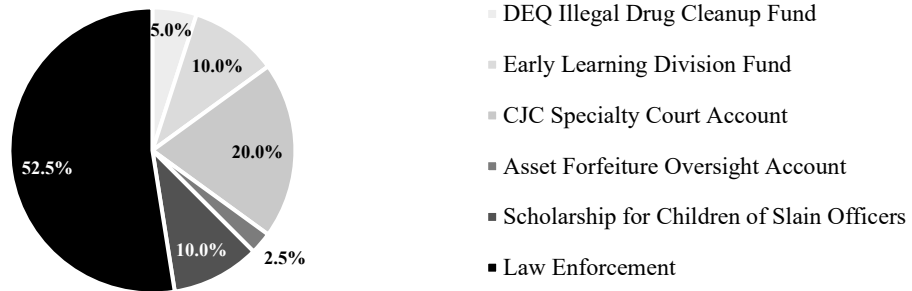 5.0%
10.0%
20.0%
2.5%
10.0%
52.5%
DEQ Illegal Drug Cleanup Fund
Early Learning Division Fund
CJC Specialty Court Account
Asset Forfeiture Oversight Account
Scholarship for Children of Slain Officers
Law Enforcement